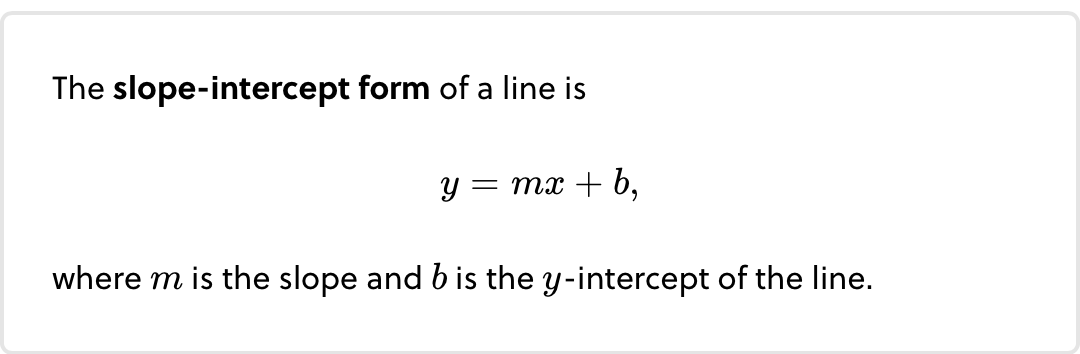 The slope-intercept form of a line is
y = mx + b,
where m is the slope and b is the y-intercept of the line.